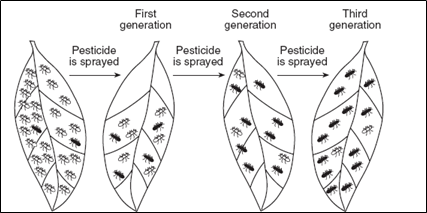 First
generation
Second
generation
Third
generation
Pesticide
is sprayed
Pesticide
is sprayed
Pesticide
is sprayed